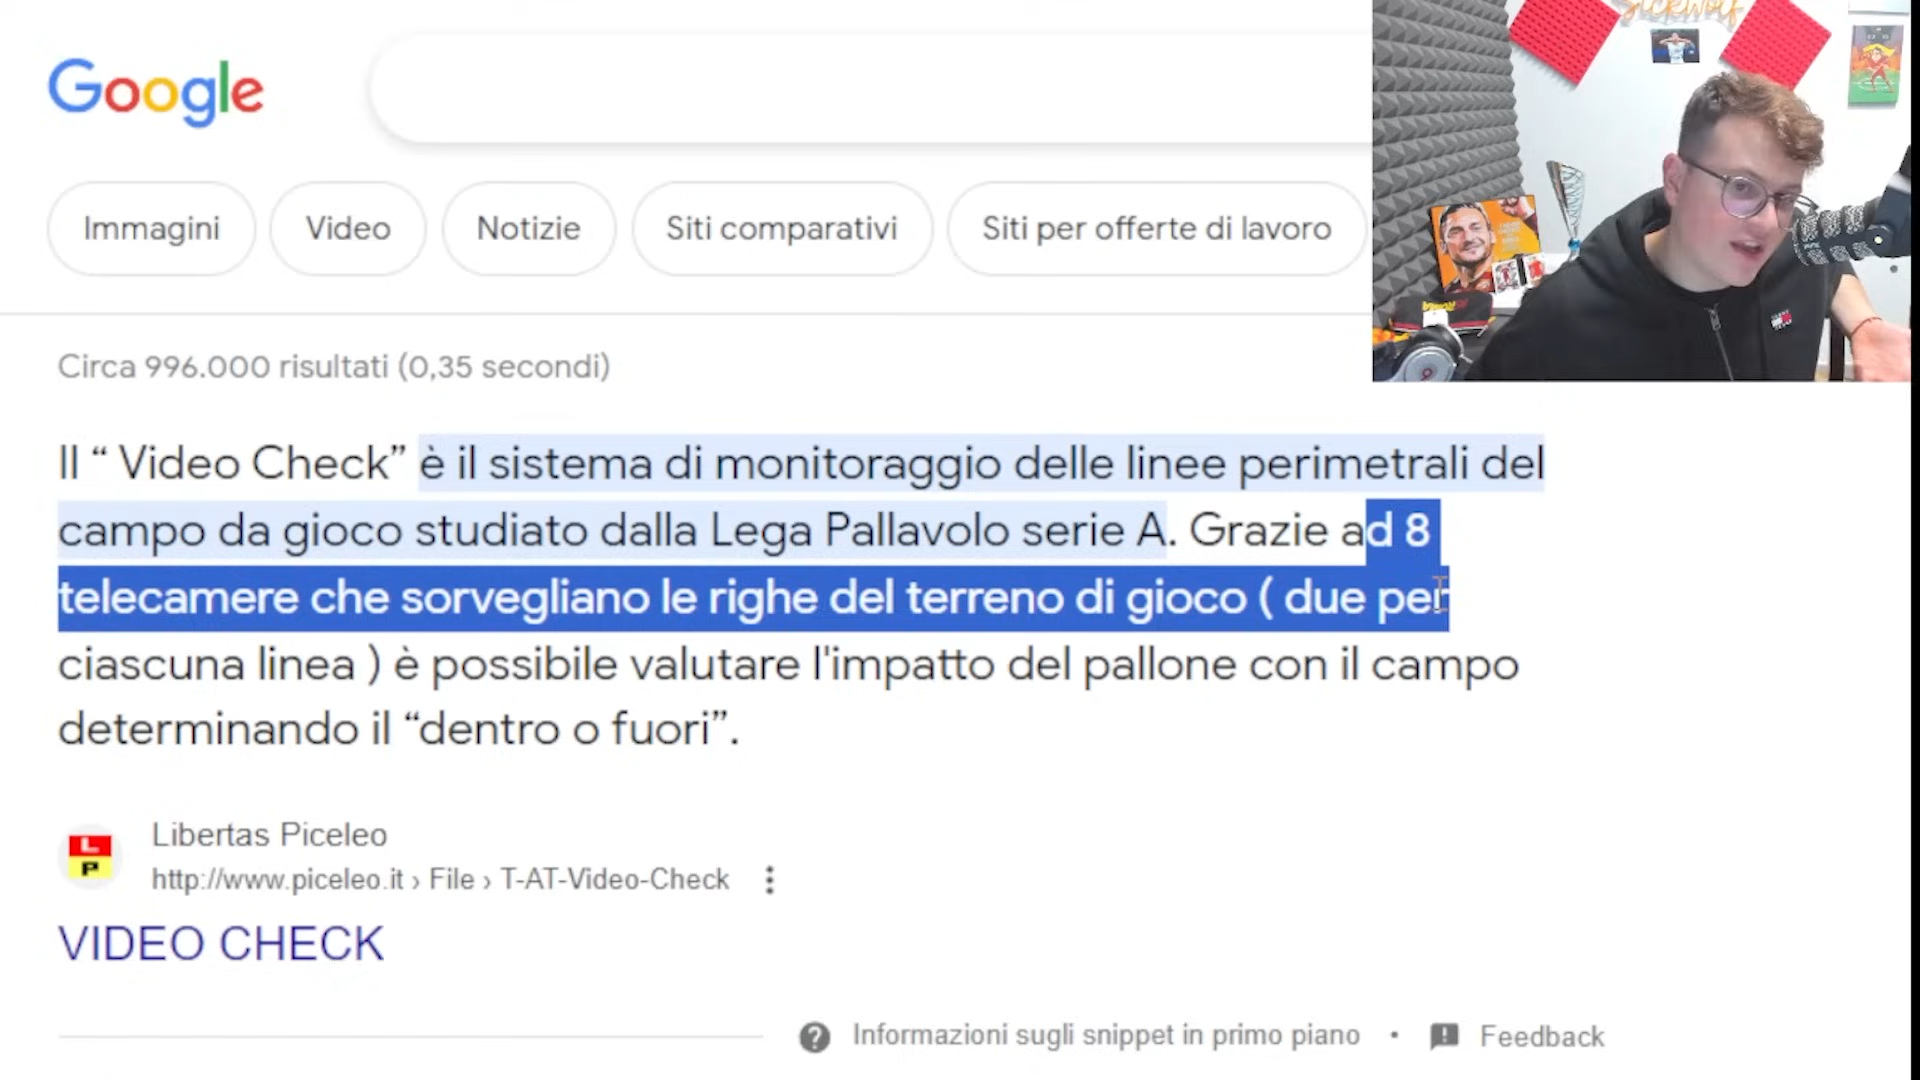 Google
Immagini
Video
Notizie
Siti comparativi
Siti per offerte di lavoro
Circa 996.000 risultati (0,35 secondi)
Il “ Video Check” è il sistema di monitoraggio delle linee perimetrali del
campo da gioco studiato dalla Lega Pallavolo serie A. Grazie ad 8
telecamere che sorvegliano le righe del terreno di gioco ( due per
ciascuna linea ) è possibile valutare l'impatto del pallone con il campo
determinando il “dentro o fuori”.
L
P
Libertas Piceleo
http://www.piceleo.it › File › T-AT-Video-Check
VIDEO CHECK
Informazioni sugli snippet in primo piano
•
Feedback